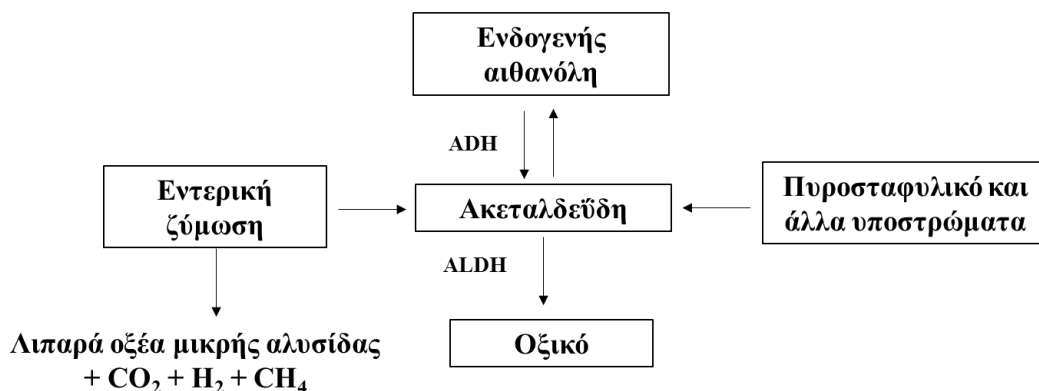 Ενδογενής
αιθανόλη
ADH
Εντερική
ζύμωση
Ακεταλδεΰδη
Πυροσταφυλικό και
άλλα υποστρώματα
ALDH
Λιπαρά οξέα μικρής αλυσίδας
+ CO₂ + H₂ + CH₄
Οξικό